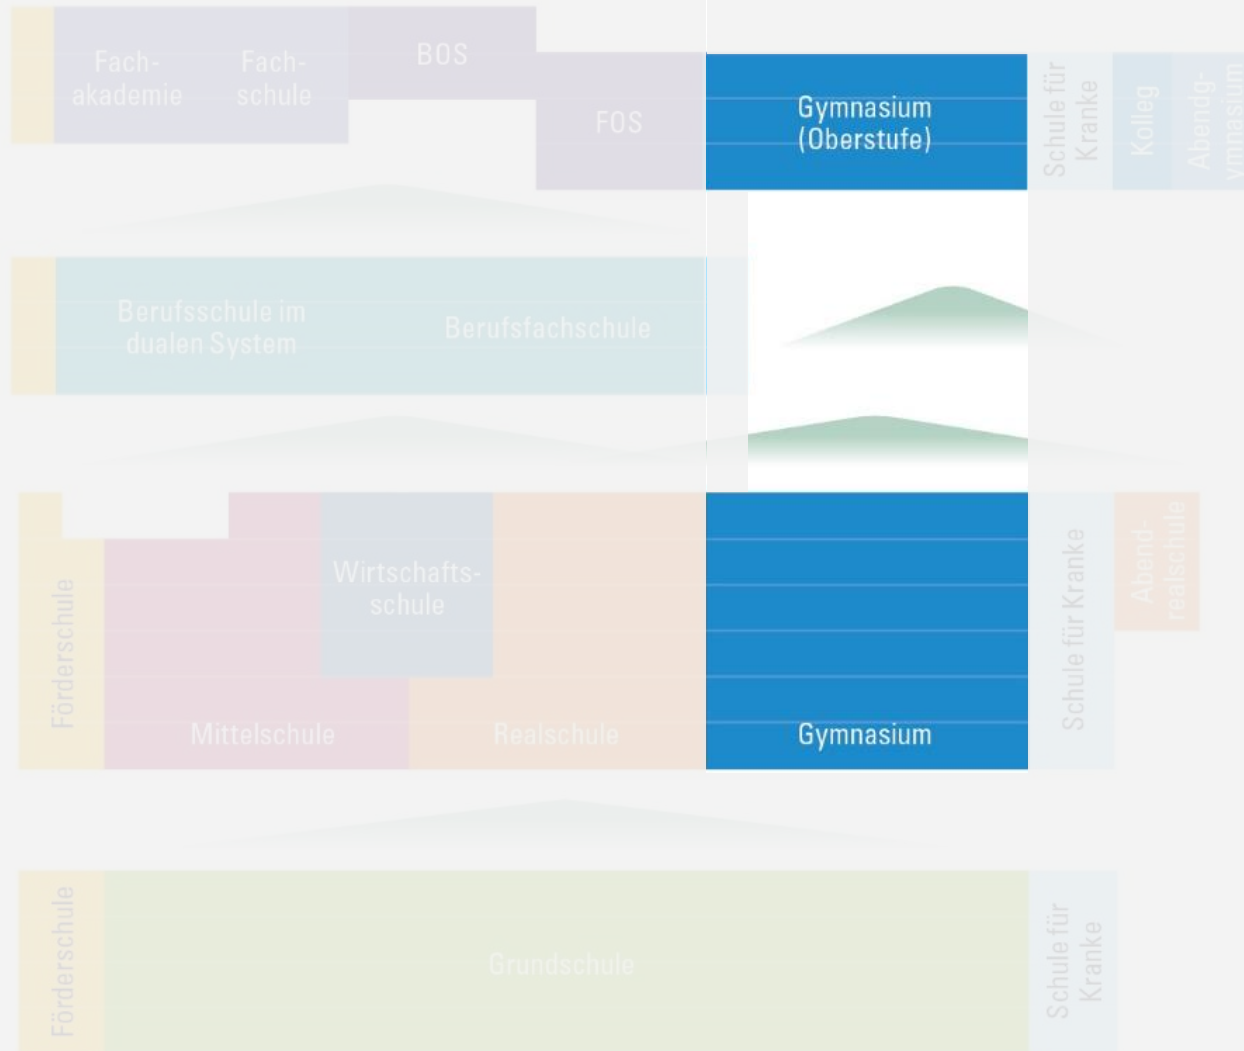 Fach-
akademie
Fach-
schule
BOS
FOS
Gymnasium
(Oberstufe)
Schule für
Kranke
Kolleg
Abendg-
ymnasium
Berufsschule im
dualen System
Berufsfachschule
Förderschule
Mittelschule
Wirtschafts-
schule
Realschule
Gymnasium
Schule für Kranke
Abend-
realschule
Förderschule
Grundschule
Schule für
Kranke